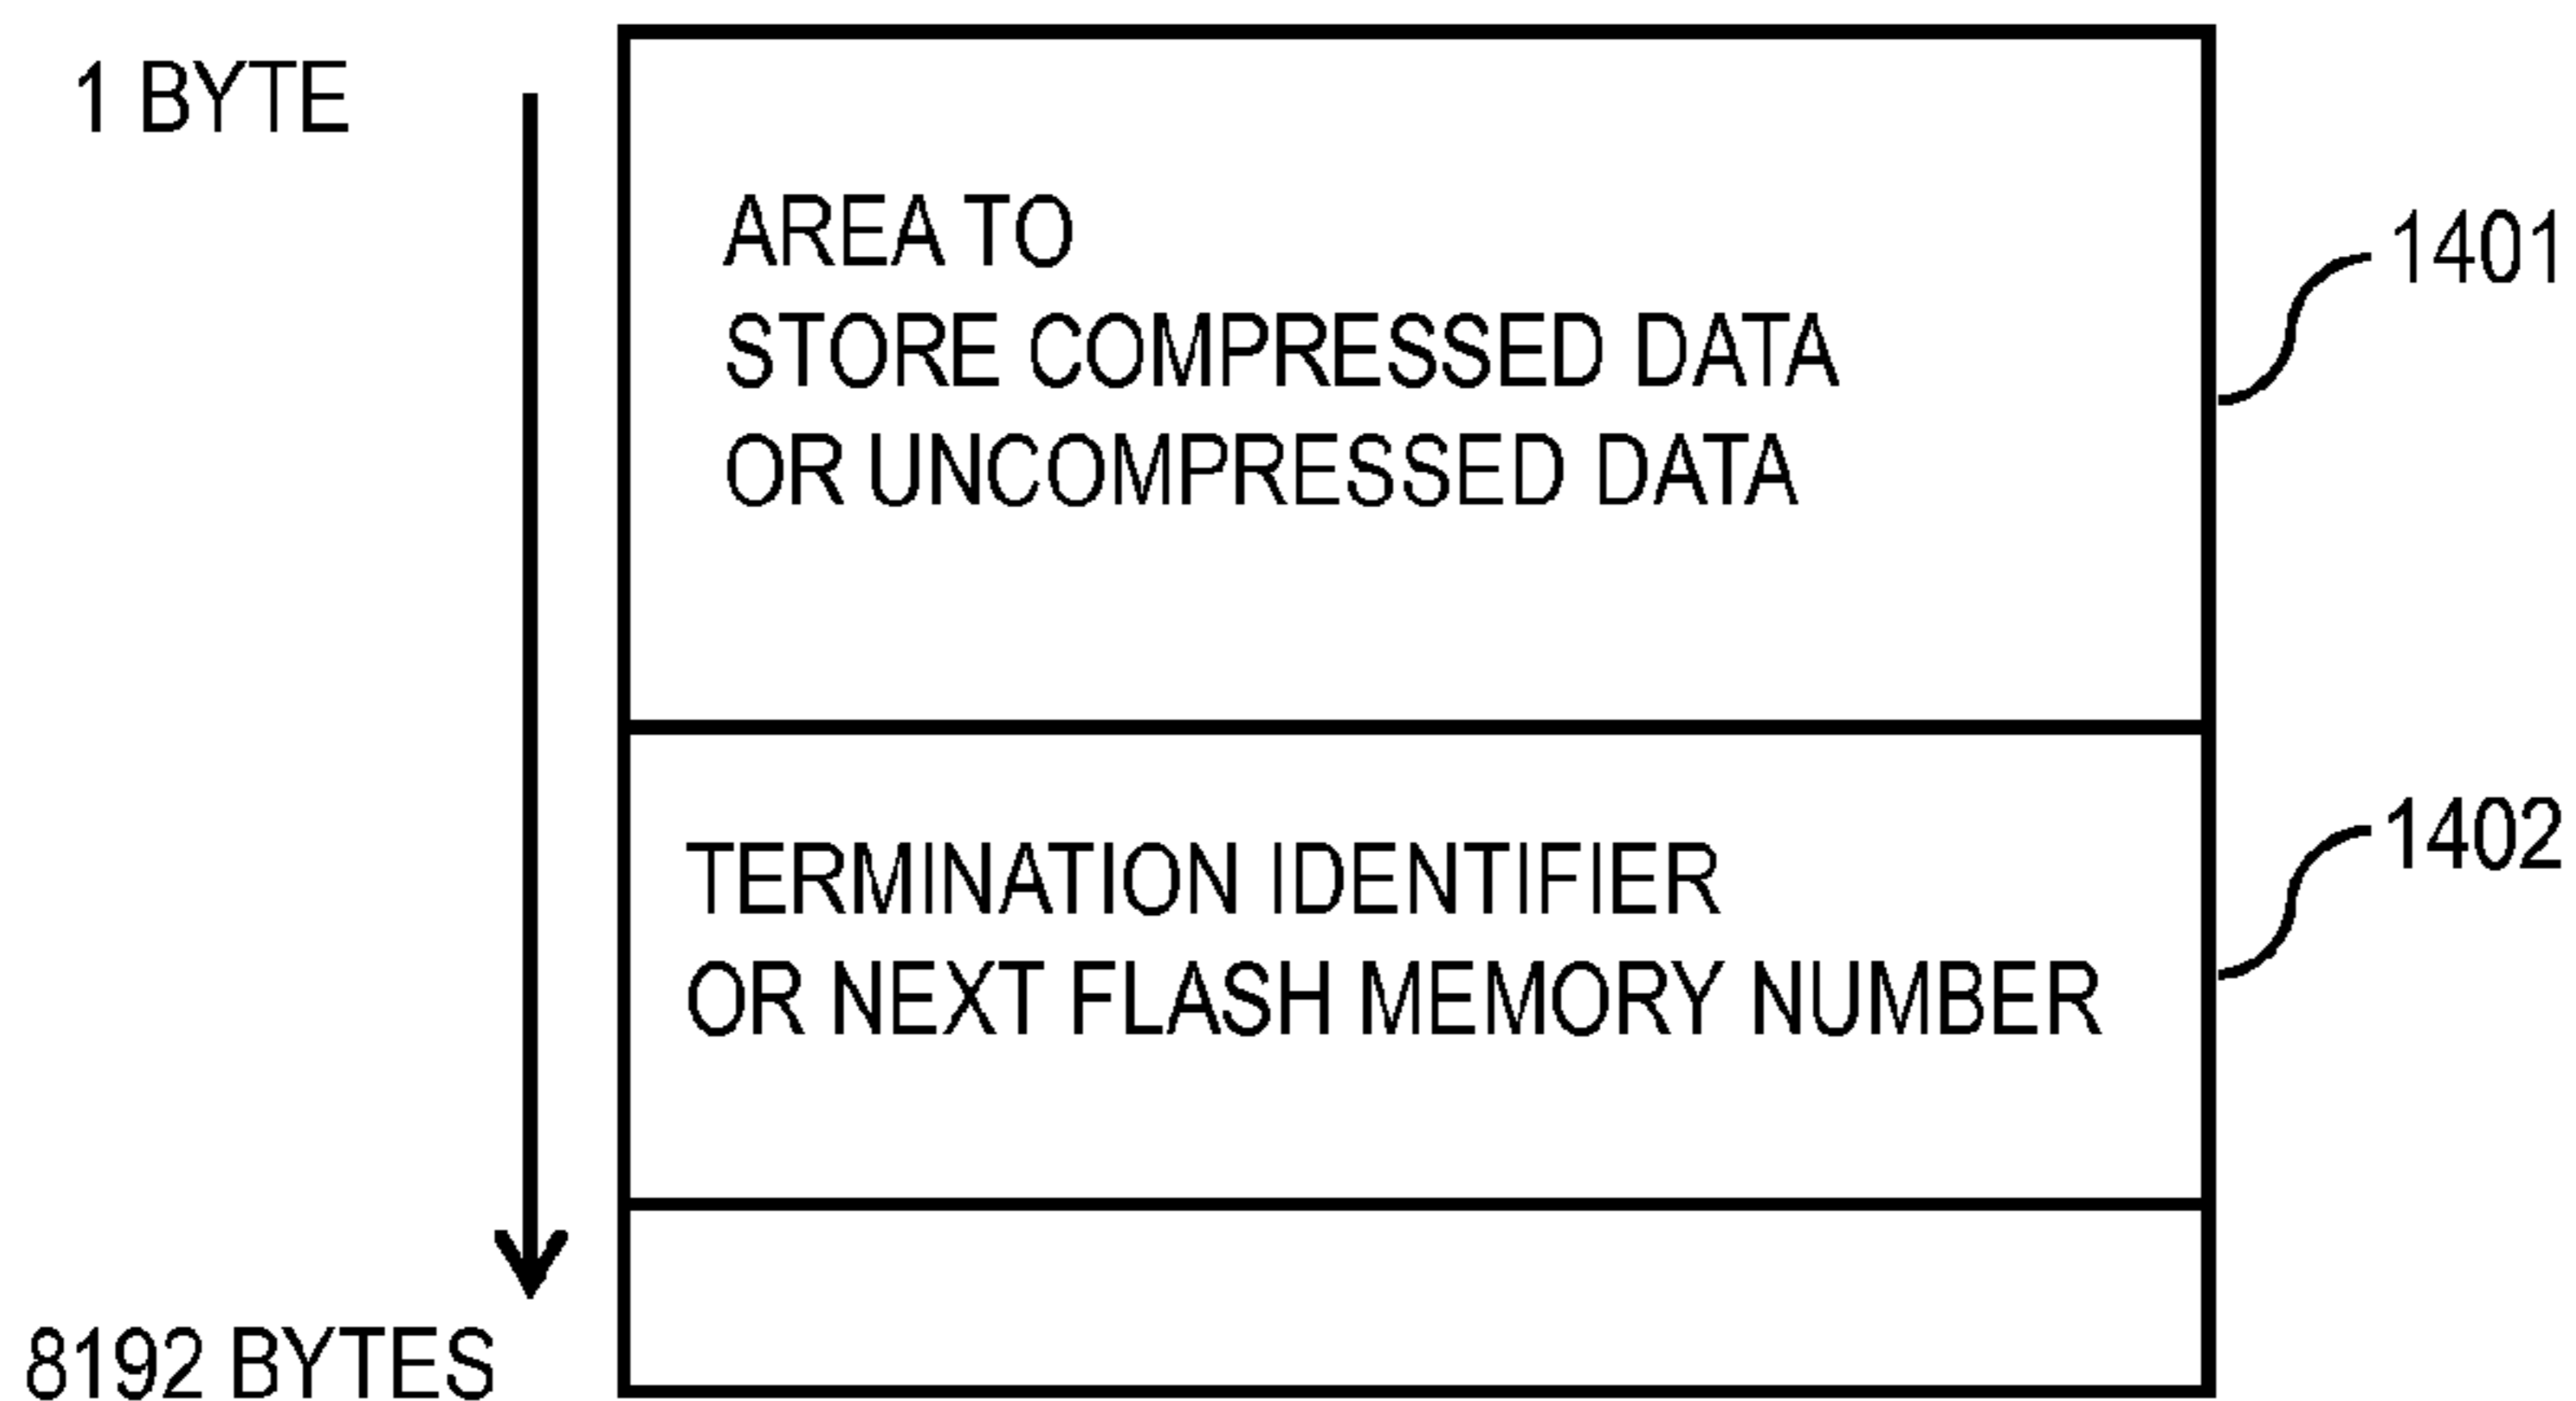 1 BYTE
AREA TO
STORE COMPRESSED DATA
OR UNCOMPRESSED DATA
1401
TERMINATION IDENTIFIER
OR NEXT FLASH MEMORY NUMBER
1402
8192 BYTES